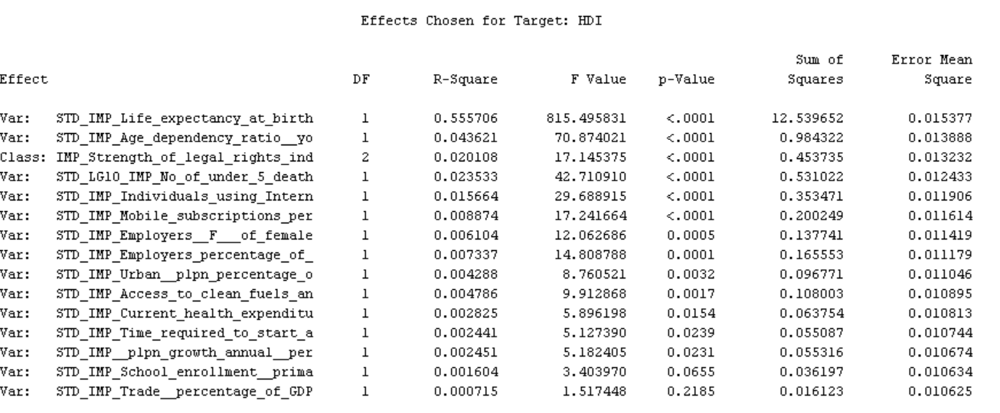 Effects Chosen for Target: HDI
Sum of Error Mean
Effect DF R-Square F Value p-Value Squares Square
Var: STD_IMP_Life_expectancy_at_birth 1 0.555706 815.495831 <.0001 12.539652 0.015377
Var: STD_IMP_Age_dependency_ratio__yo 1 0.043621 70.874021 <.0001 0.984322 0.013888
Class: IMP_Strength_of_legal_rights_ind 2 0.020108 17.145375 <.0001 0.453735 0.013232
Var: STD_LG10_IMP_No_of_under_5_death 1 0.023533 42.710910 <.0001 0.531022 0.012433
Var: STD_IMP_Individuals_using_Intern 1 0.015664 29.688915 <.0001 0.353471 0.011906
Var: STD_IMP_Mobile_subscriptions_per 1 0.008874 17.241664 <.0001 0.200249 0.011614
Var: STD_IMP_Employers__F___of_female 1 0.006104 12.062686 0.0005 0.137741 0.011419
Var: STD_IMP_Employers_percentage_of_ 1 0.007337 14.808788 0.0001 0.165553 0.011179
Var: STD_IMP_Urban__plpn_percentage_o 1 0.004288 8.760521 0.0032 0.096771 0.011046
Var: STD_IMP_Access_to_clean_fuels_an 1 0.004786 9.912868 0.0017 0.108003 0.010895
Var: STD_IMP_Current_health_expenditu 1 0.002825 5.896198 0.0154 0.063754 0.010813
Var: STD_IMP_Time_required_to_start_a 1 0.002441 5.127390 0.0239 0.055087 0.010744
Var: STD_IMP__plpn_growth_annual__per 1 0.002451 5.182405 0.0231 0.055316 0.010674
Var: STD_IMP_School_enrollment__prima 1 0.001604 3.403970 0.0655 0.036197 0.010634
Var: STD_IMP_Trade__percentage_of_GDP 1 0.000715 1.517448 0.2185 0.016123 0.010625